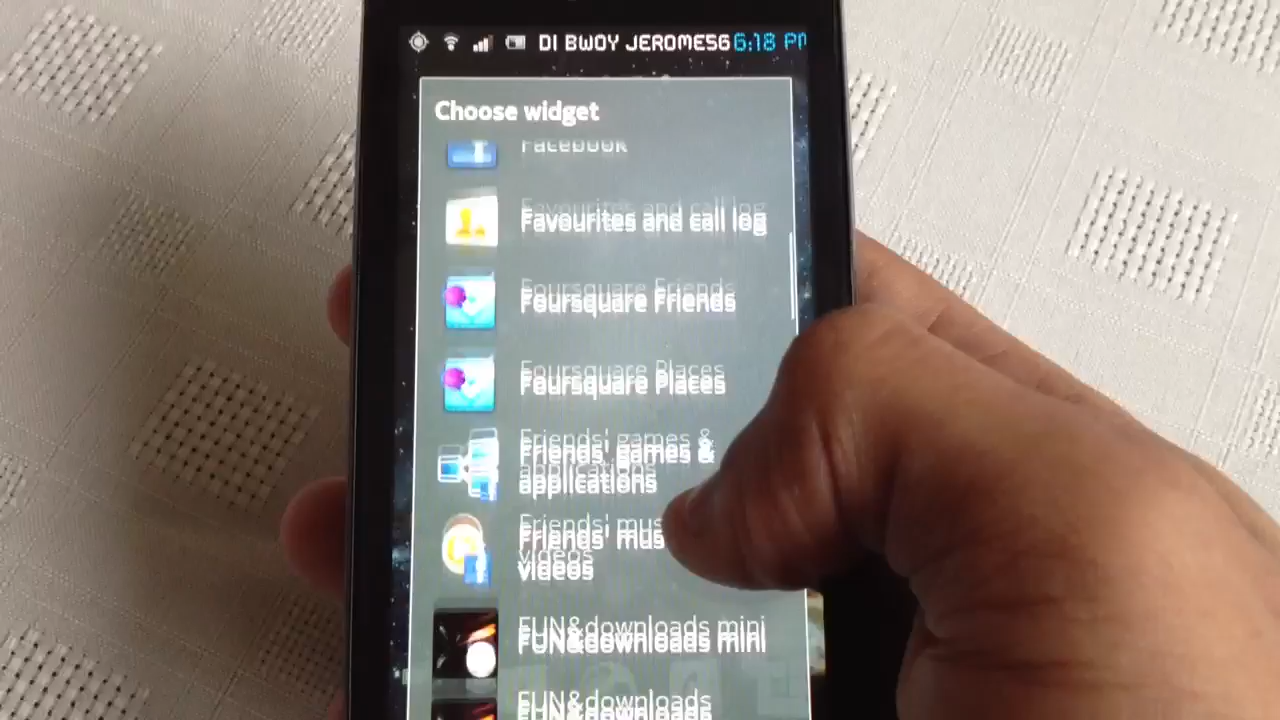 DI BWOY JEROME56 6:18 PM
Choose widget
Facebook
Favourites and call log
Foursquare Friends
Foursquare Places
Friends' games &
applications
Friends' mus
videos
FUN&downloads mini
FUN&downloads